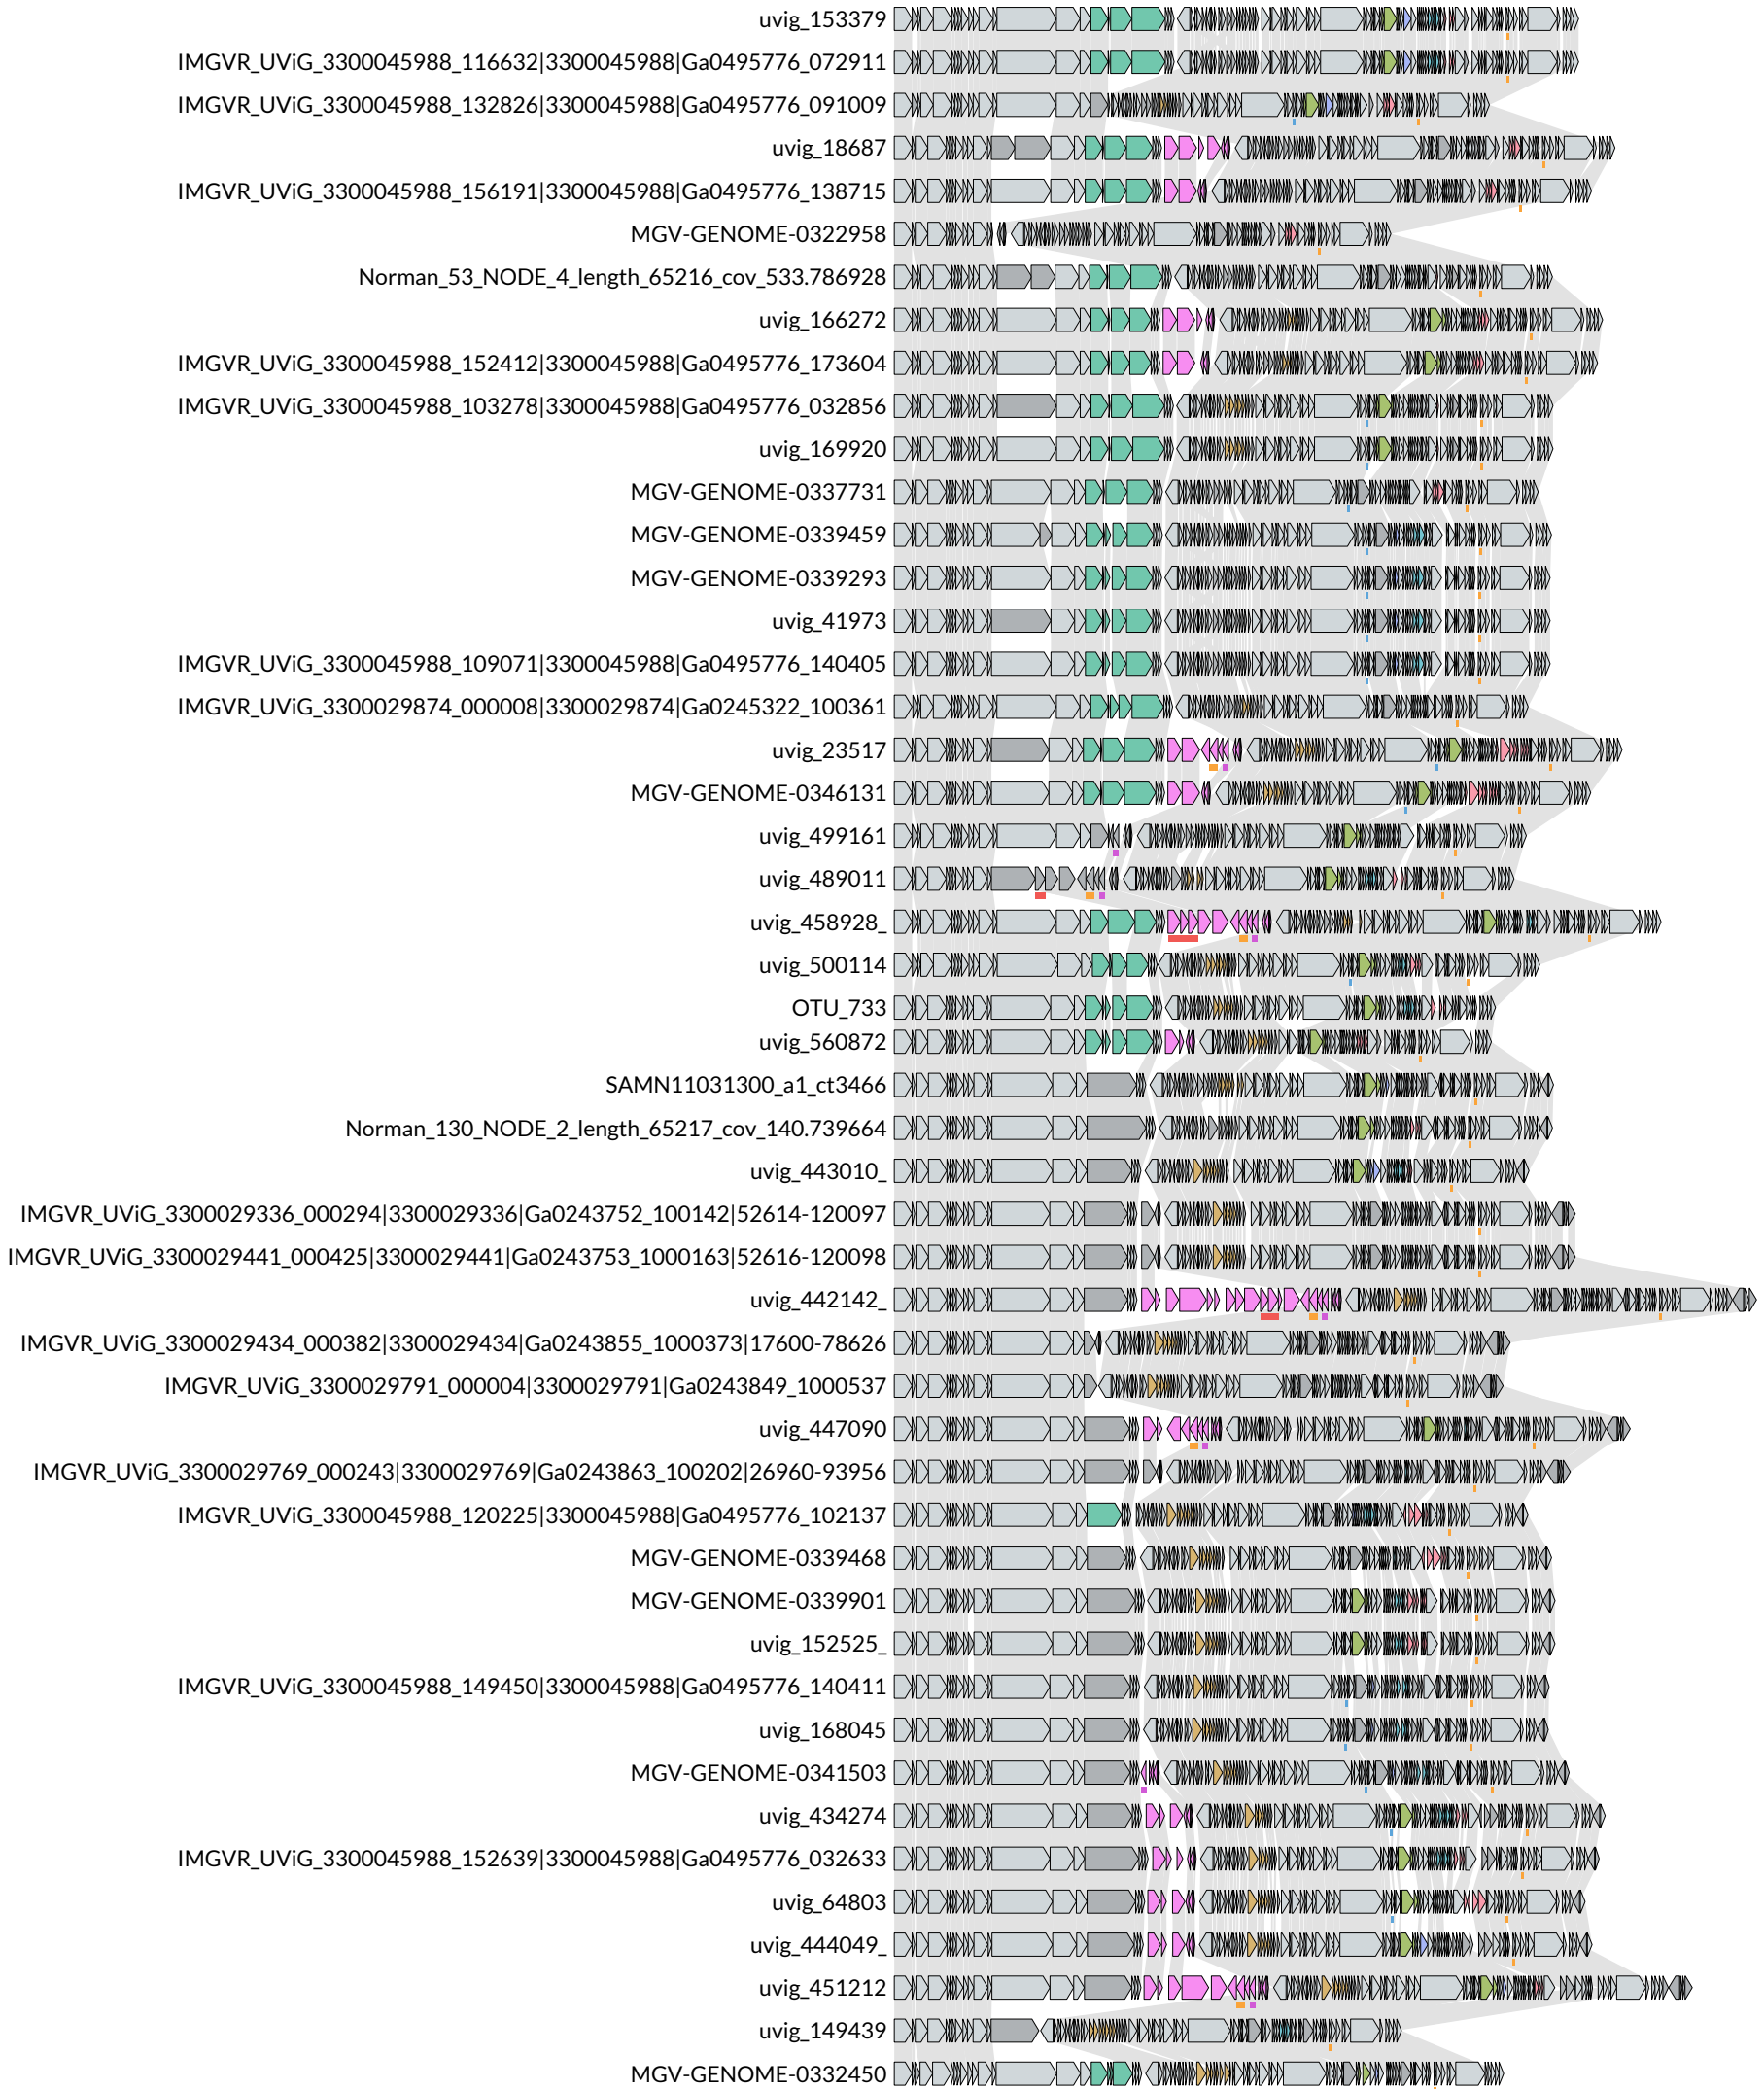 uvig_153379
IMGVR_UViG_3300045988_116632|3300045988|Ga0495776_072911
IMGVR_UViG_3300045988_132826|3300045988|Ga0495776_091009
uvig_18687
IMGVR_UViG_3300045988_156191|3300045988|Ga0495776_138715
MGV-GENOME-0322958
Norman_53_NODE_4_length_65216_cov_533.786928
uvig_166272
IMGVR_UViG_3300045988_152412|3300045988|Ga0495776_173604
IMGVR_UViG_3300045988_103278|3300045988|Ga0495776_032856
uvig_169920
MGV-GENOME-0337731
MGV-GENOME-0339459
MGV-GENOME-0339293
uvig_41973
IMGVR_UViG_3300045988_109071|3300045988|Ga0495776_140405
IMGVR_UViG_3300029874_000008|3300029874|Ga0245322_100361
uvig_23517
MGV-GENOME-0346131
uvig_499161
uvig_489011
uvig_458928_
uvig_500114
OTU_733
uvig_560872
SAMN11031300_a1_ct3466
Norman_130_NODE_2_length_65217_cov_140.739664
uvig_443010_
IMGVR_UViG_3300029336_000294|3300029336|Ga0243752_100142|52614-120097
IMGVR_UViG_3300029441_000425|3300029441|Ga0243753_1000163|52616-120098
uvig_442142_
IMGVR_UViG_3300029434_000382|3300029434|Ga0243855_1000373|17600-78626
IMGVR_UViG_3300029791_000004|3300029791|Ga0243849_1000537
uvig_447090
IMGVR_UViG_3300029769_000243|3300029769|Ga0243863_100202|26960-93956
IMGVR_UViG_3300045988_120225|3300045988|Ga0495776_102137
MGV-GENOME-0339468
MGV-GENOME-0339901
uvig_152525_
IMGVR_UViG_3300045988_149450|3300045988|Ga0495776_140411
uvig_168045
MGV-GENOME-0341503
uvig_434274
IMGVR_UViG_3300045988_152639|3300045988|Ga0495776_032633
uvig_64803
uvig_444049_
uvig_451212
uvig_149439
MGV-GENOME-0332450